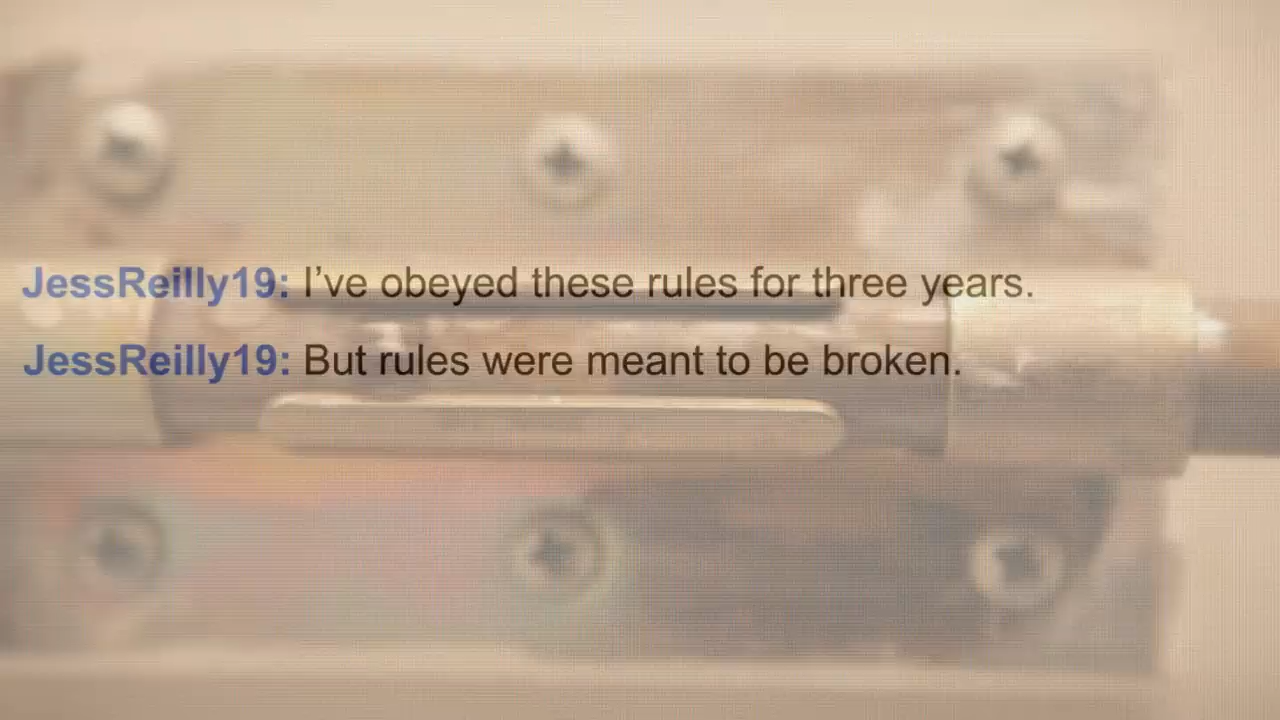 JessReilly19: I’ve obeyed these rules for three years.
JessReilly19: But rules were meant to be broken.